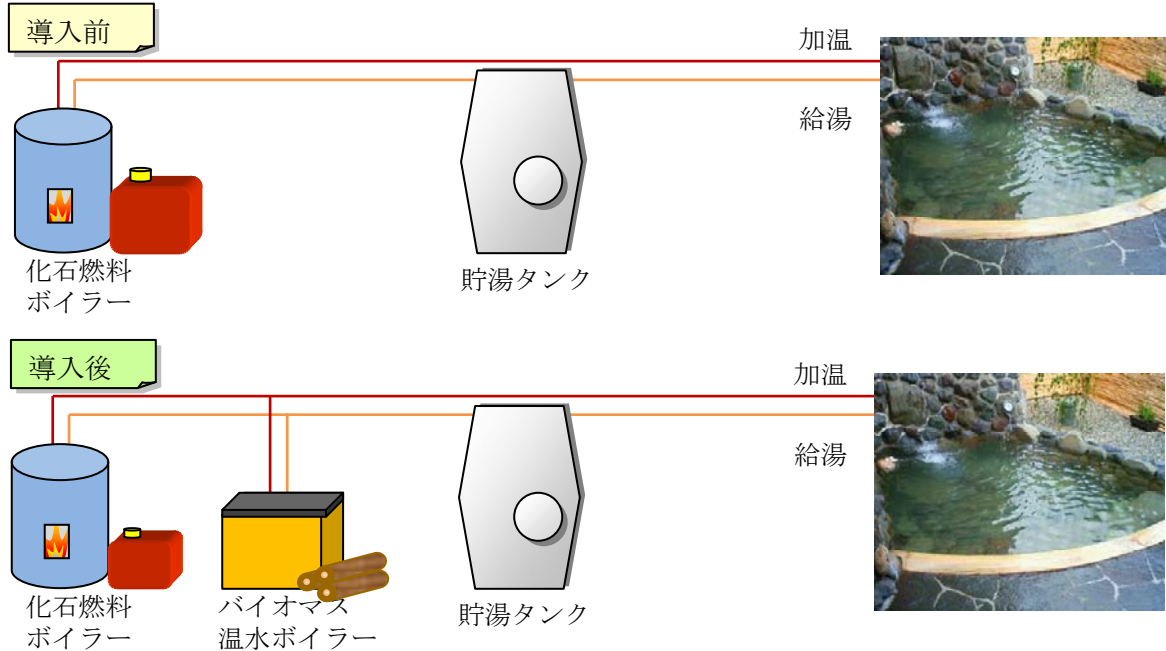 導入前
加温
給湯
化石燃料
ボイラー
貯湯タンク
導入後
加温
給湯
化石燃料
ボイラー
バイオマス
温水ボイラー
貯湯タンク